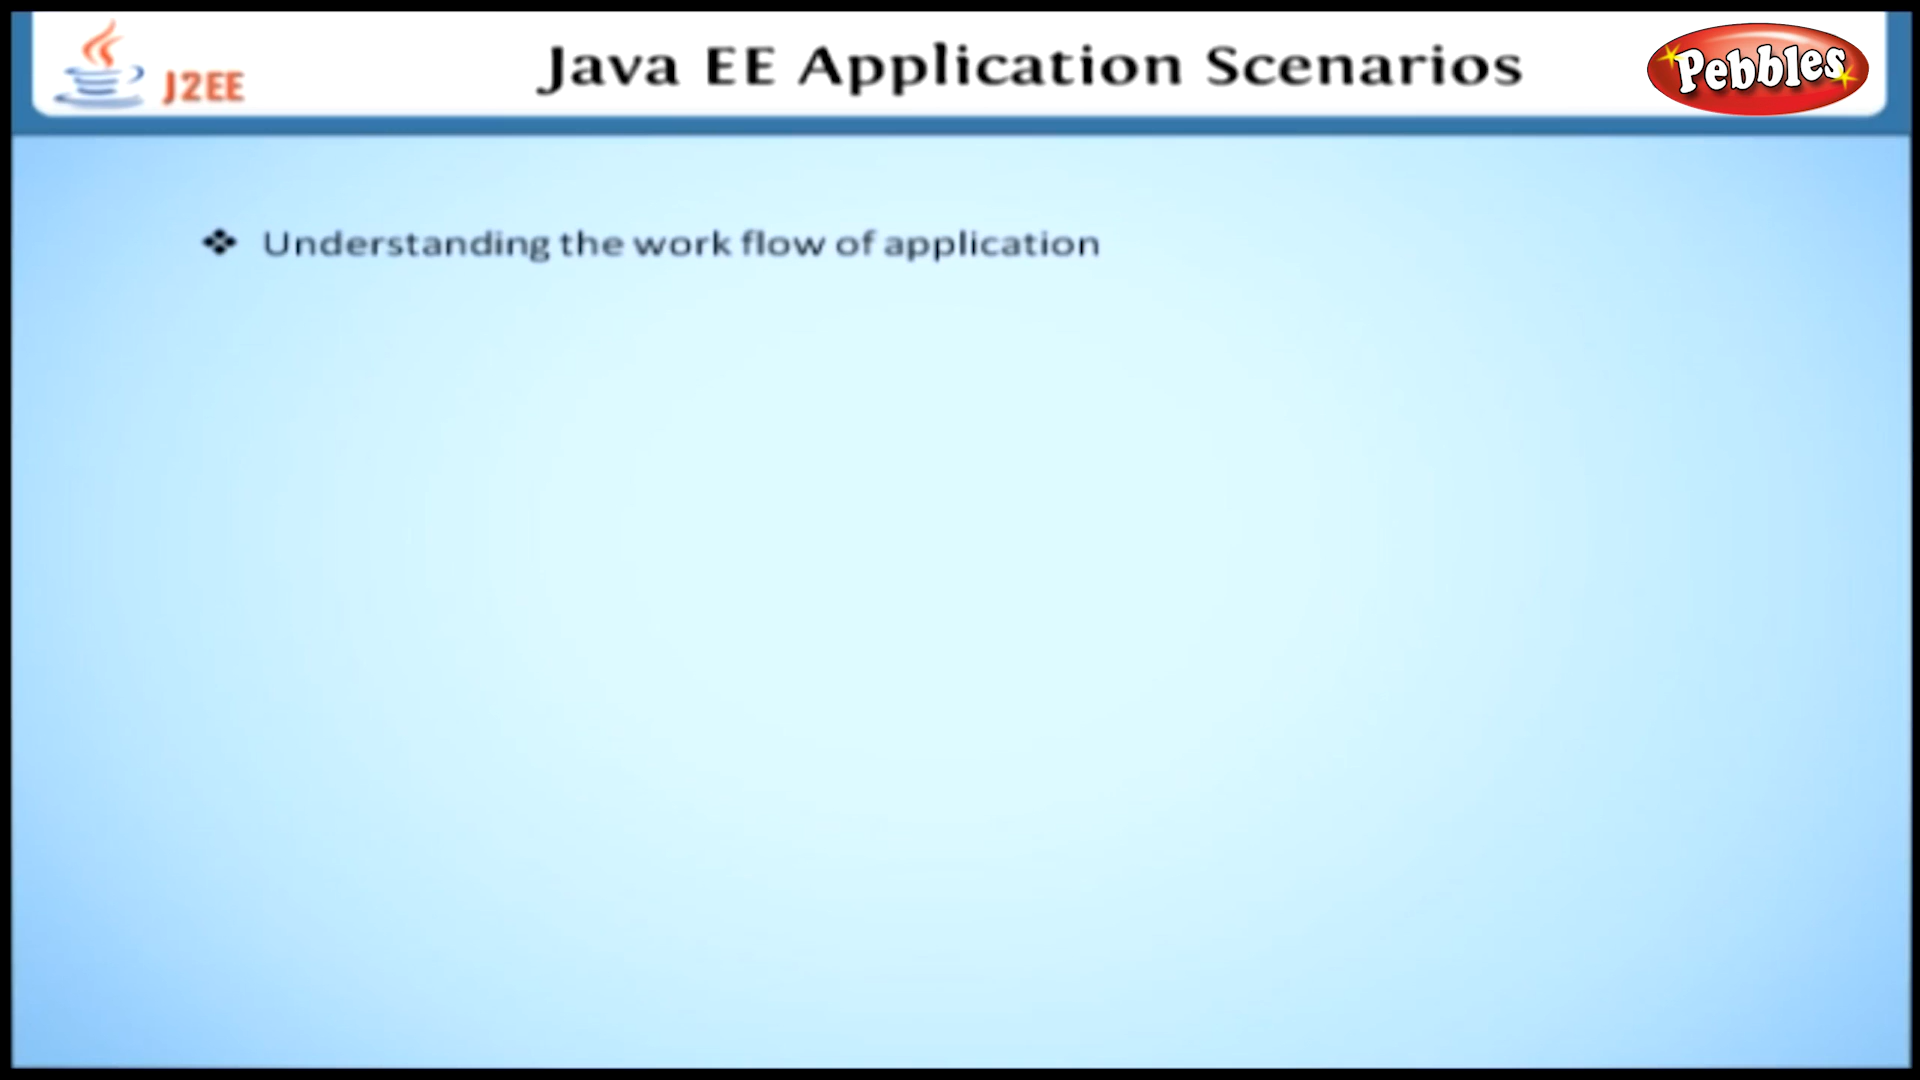 J2EE
Java EE Application Scenarios
Pebbles
❖ Understanding the work flow of application